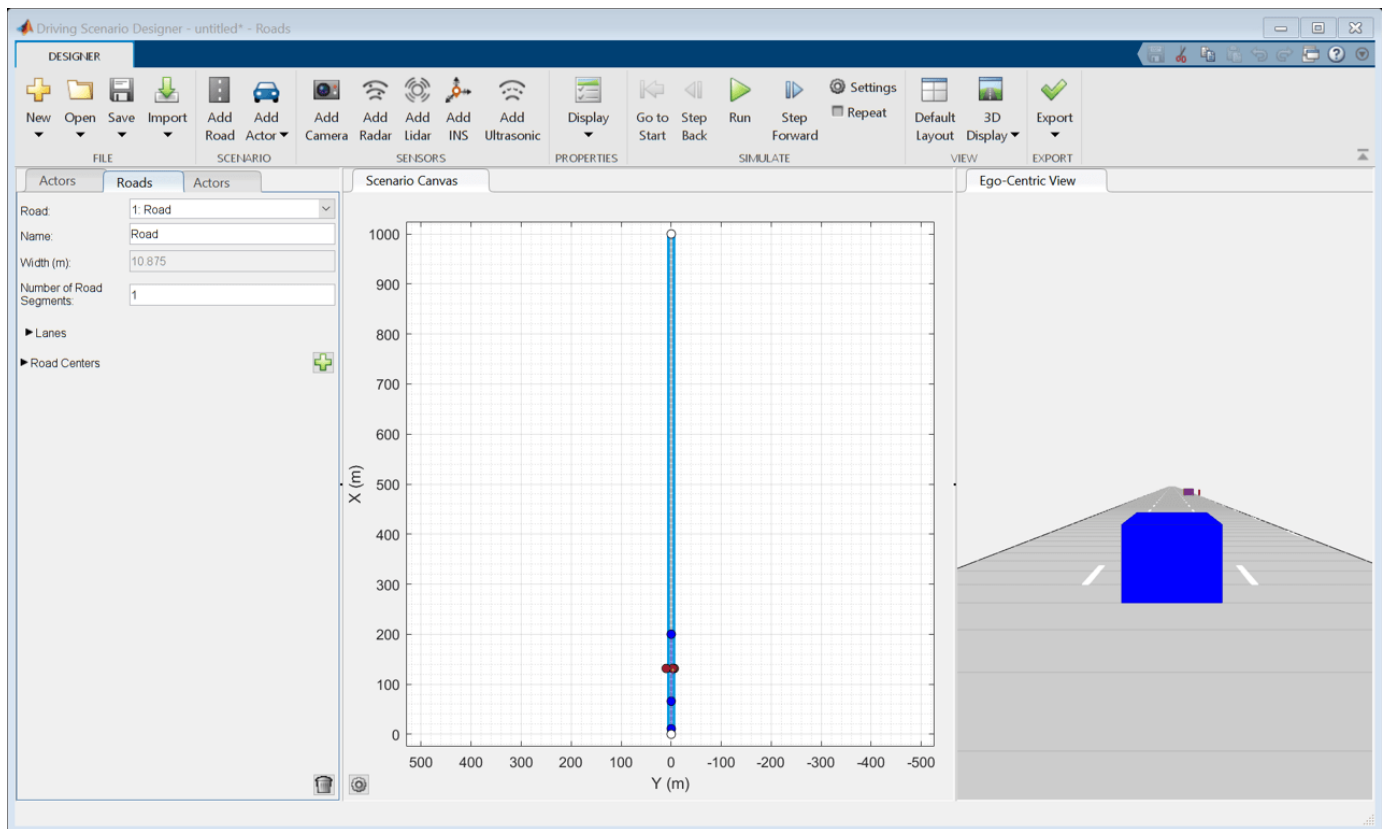 Driving Scenario Designer - untitled* - Roads
DESIGNER
New Open Save Import Add Road Add Actor Add Camera Add Radar Add Lidar Add INS Add Ultrasonic Display Go to Start Step Back Run Step Forward Settings Repeat Default Layout 3D Display Export
FILE SCENARIO SENSORS PROPERTIES SIMULATE VIEW EXPORT
Actors Roads Actors Scenario Canvas Ego-Centric View
Road: 1: Road
Name: Road
Width (m): 10.875
Number of Road Segments: 1
Lanes
Road Centers
1000
900
800
700
600
500
400
300
200
100
0
X (m)
500 400 300 200 100 0 -100 -200 -300 -400 -500
Y (m)